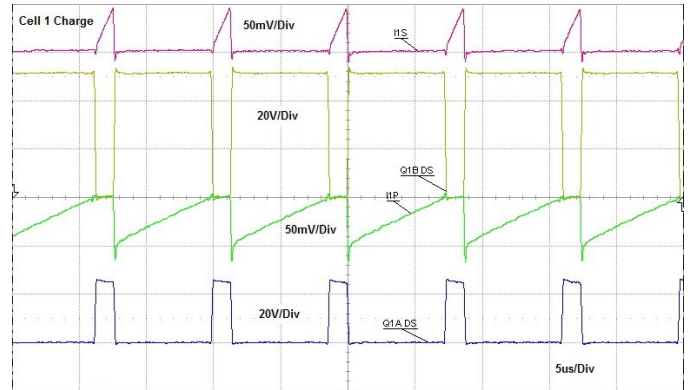 Cell 1 Charge
50mV/Div
I1S
20V/Div
Q1B DS
I1P
50mV/Div
20V/Div
Q1A DS
5us/Div